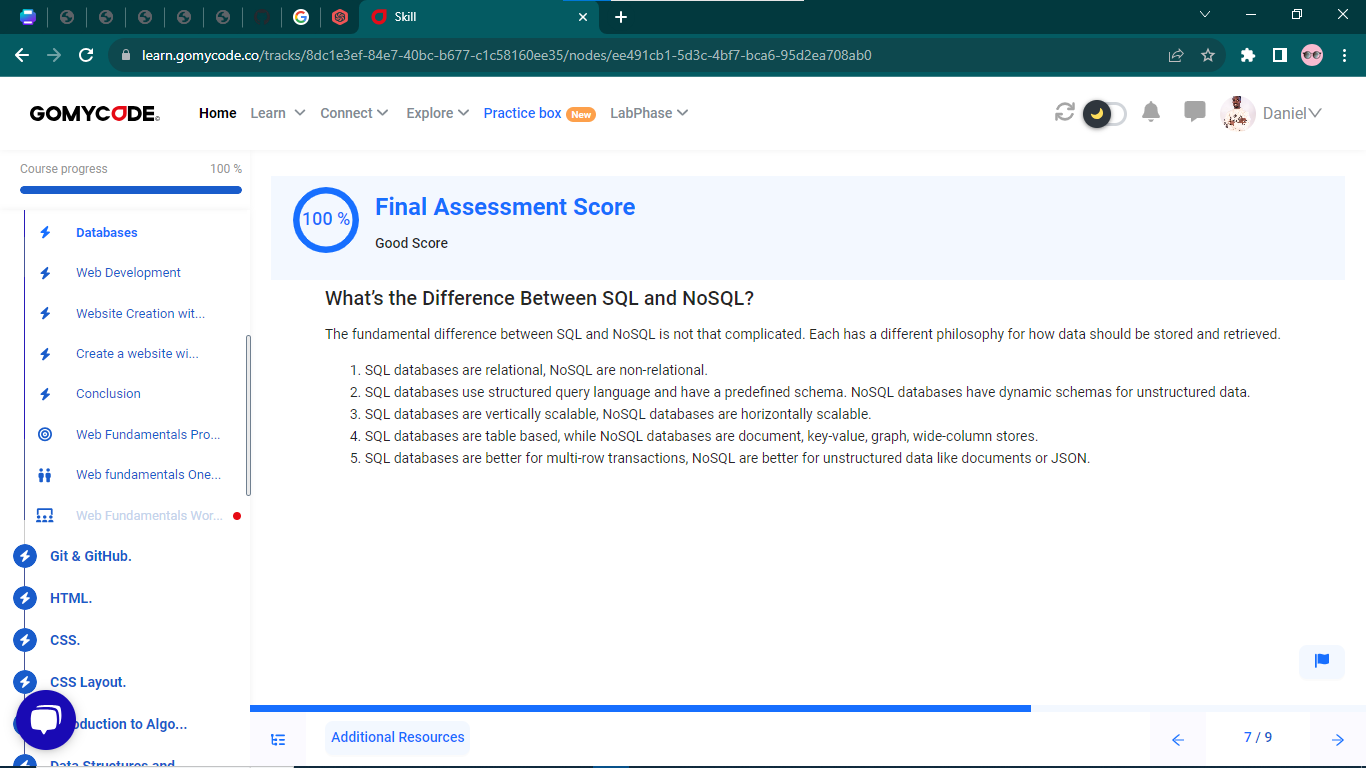 Skill
learn.gomycode.co/tracks/8dc1e3ef-84e7-40bc-b677-c1c58160ee35/nodes/ee491cb1-5d3c-4bf7-bca6-95d2ea708ab0
GOMYCODE
Home Learn Connect Explore Practice box New LabPhase Daniel
Course progress 100 %
Databases
Web Development
Website Creation wit...
Create a website wi...
Conclusion
Web Fundamentals Pro...
Web fundamentals One...
Web Fundamentals Wor...
Git & GitHub.
HTML.
CSS.
CSS Layout.
oduction to Algo...
Data Structures and
100 %
Final Assessment Score
Good Score
What’s the Difference Between SQL and NoSQL?
The fundamental difference between SQL and NoSQL is not that complicated. Each has a different philosophy for how data should be stored and retrieved.
1. SQL databases are relational, NoSQL are non-relational.
2. SQL databases use structured query language and have a predefined schema. NoSQL databases have dynamic schemas for unstructured data.
3. SQL databases are vertically scalable, NoSQL databases are horizontally scalable.
4. SQL databases are table based, while NoSQL databases are document, key-value, graph, wide-column stores.
5. SQL databases are better for multi-row transactions, NoSQL are better for unstructured data like documents or JSON.
Additional Resources
7 / 9